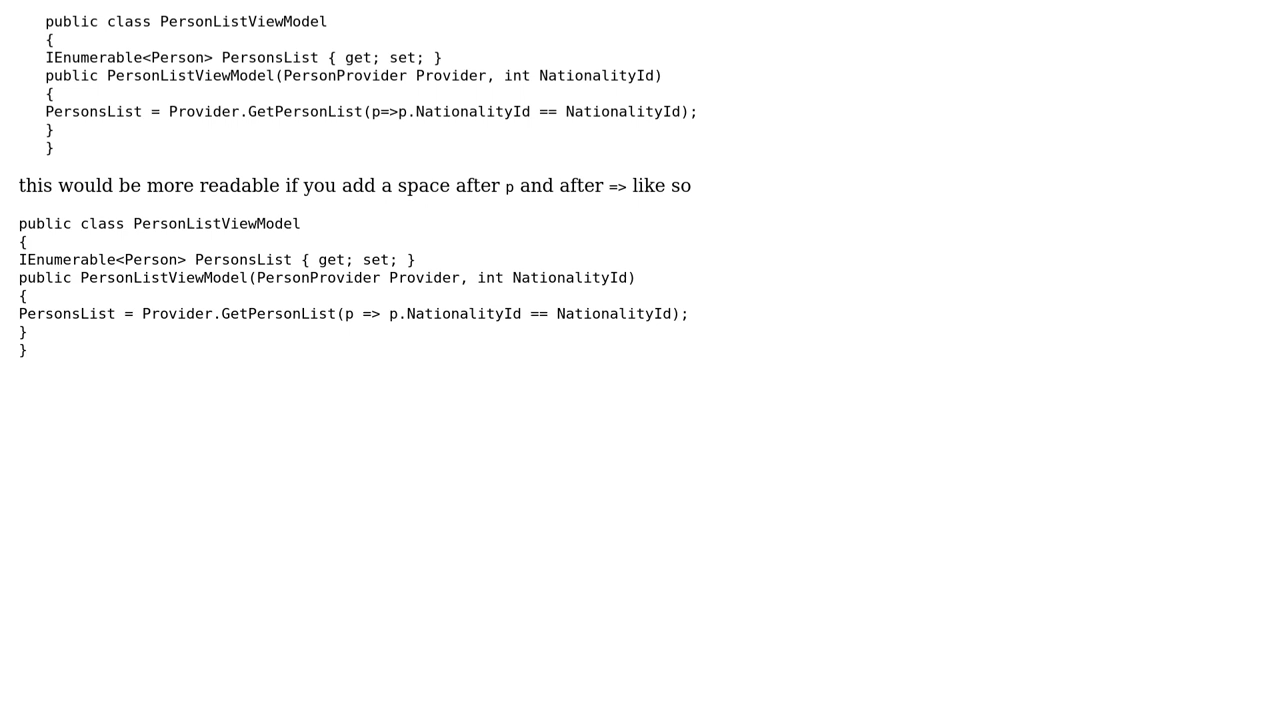 public class PersonListViewModel
{
IEnumerable<Person> PersonsList { get; set; }
public PersonListViewModel(PersonProvider Provider, int NationalityId)
{
PersonsList = Provider.GetPersonList(p=>p.NationalityId == NationalityId);
}
}
this would be more readable if you add a space after p and after => like so
public class PersonListViewModel
{
IEnumerable<Person> PersonsList { get; set; }
public PersonListViewModel(PersonProvider Provider, int NationalityId)
{
PersonsList = Provider.GetPersonList(p => p.NationalityId == NationalityId);
}
}